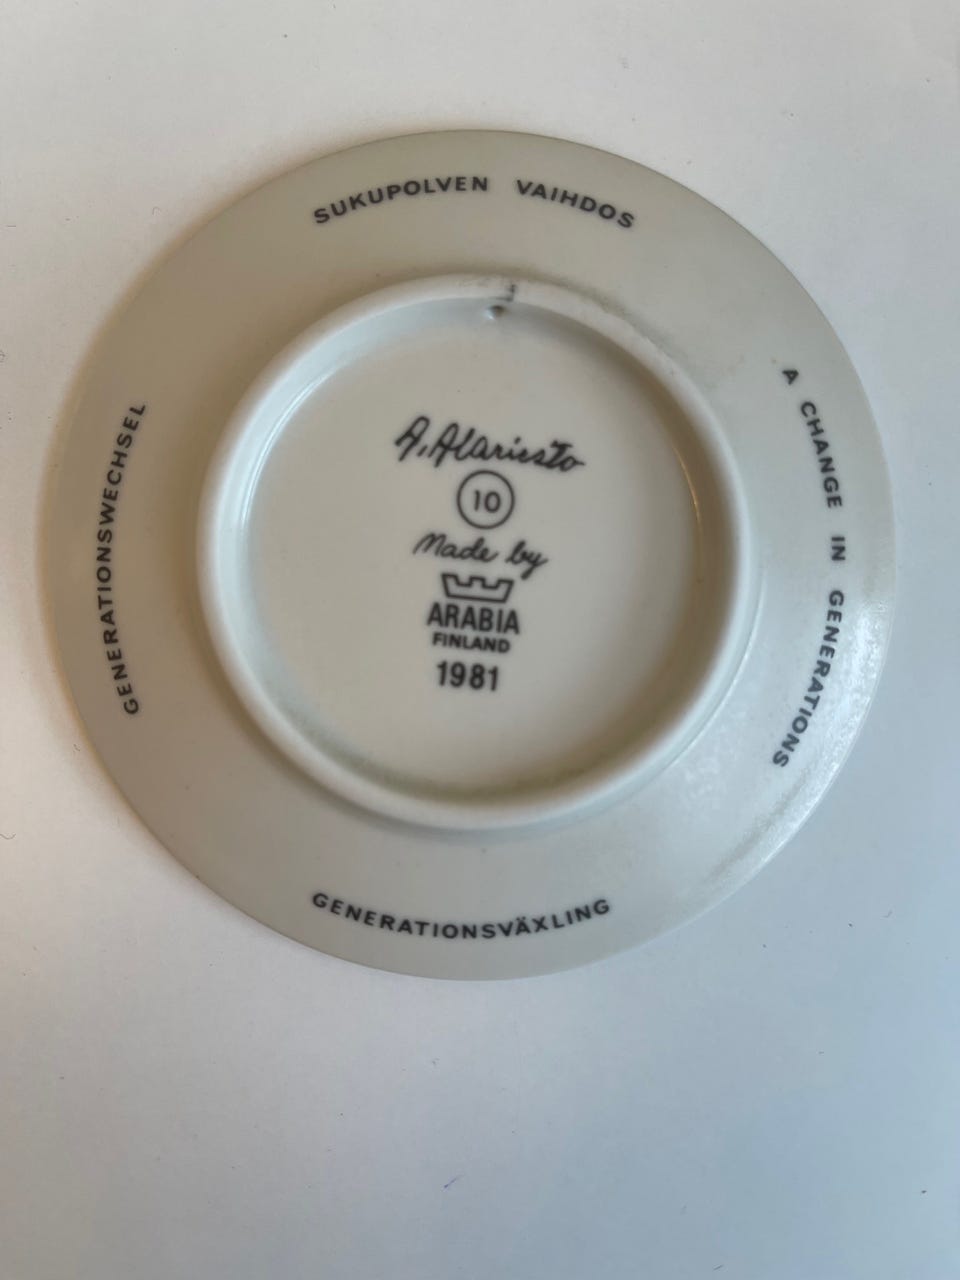 SUKUPOLVEN VAIHDOS
A CHANGE IN GENERATIONS
GENERATIONSVÄXLING
GENERATIONSWECHSEL
A. Alariesto
10
Made by
ARABIA
FINLAND
1981